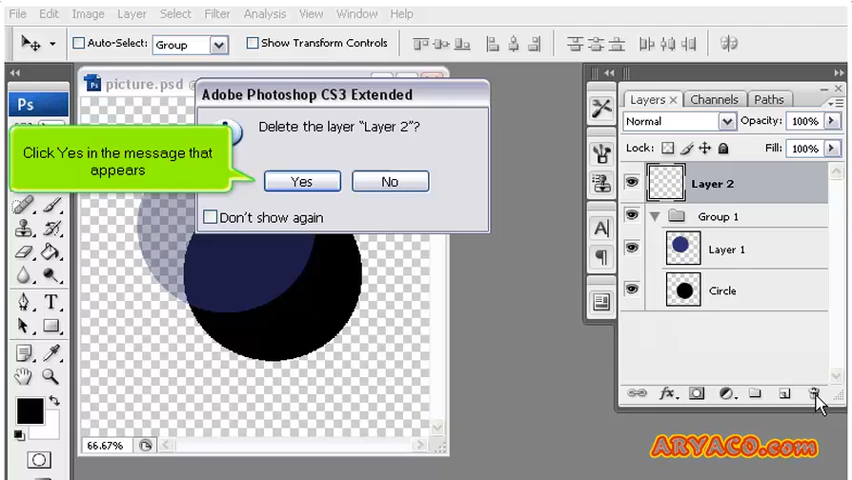 File Edit Image Layer Select Filter Analysis View Window Help
Auto-Select: Group Show Transform Controls
picture.psd @
Ps
Adobe Photoshop CS3 Extended
Delete the layer “Layer 2”?
Yes No
Don't show again
Click Yes in the message that
appears
66.67%
Layers × Channels Paths
Normal Opacity: 100%
Lock: Fill: 100%
Layer 2
Group 1
Layer 1
Circle
ARYACO.com